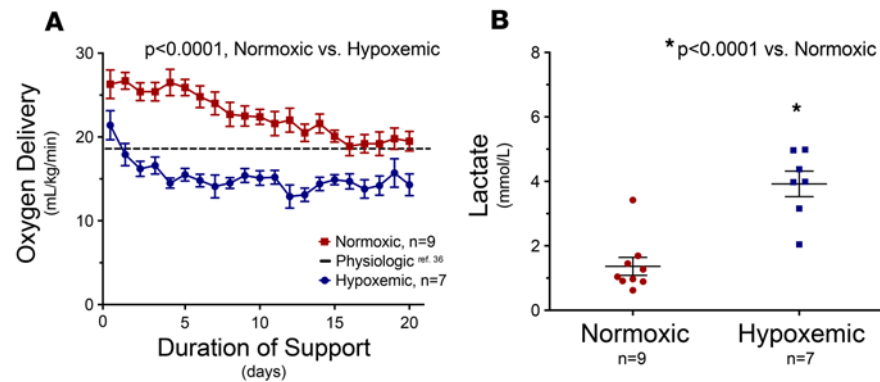 A
p<0.0001, Normoxic vs. Hypoxemic
Oxygen Delivery
(mL/kg/min)
30
20
10
0
Normoxic, n=9
Physiologic ref. 36
Hypoxemic, n=7
0 5 10 15 20
Duration of Support
(days)
B
* p<0.0001 vs. Normoxic
*
Lactate
(mmol/L)
8
6
4
2
0
Normoxic Hypoxemic
n=9 n=7